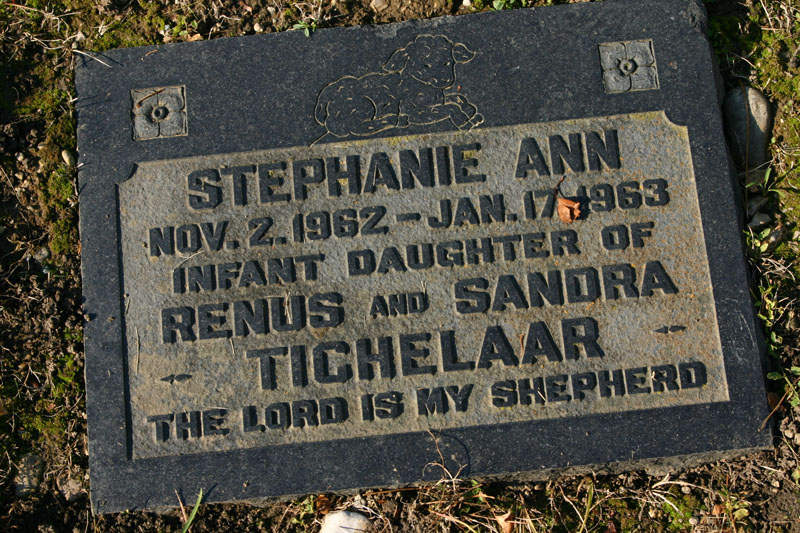 STEPHANIE ANN
NOV. 2. 1962 - JAN. 17 1963
INFANT DAUGHTER OF
RENUS AND SANDRA
TICHELAAR
THE LORD IS MY SHEPHERD